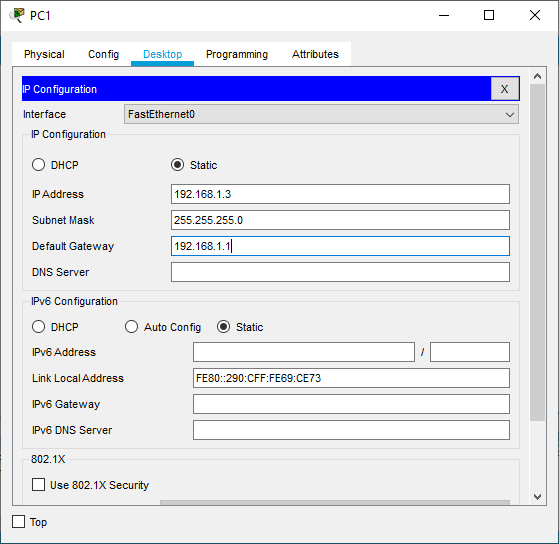 PC1
Physical Config Desktop Programming Attributes
IP Configuration X
Interface FastEthernet0
IP Configuration
DHCP Static
IP Address 192.168.1.3
Subnet Mask 255.255.255.0
Default Gateway 192.168.1.1
DNS Server
IPv6 Configuration
DHCP Auto Config Static
IPv6 Address /
Link Local Address FE80::290:CFF:FE69:CE73
IPv6 Gateway
IPv6 DNS Server
802.1X
Use 802.1X Security
Top